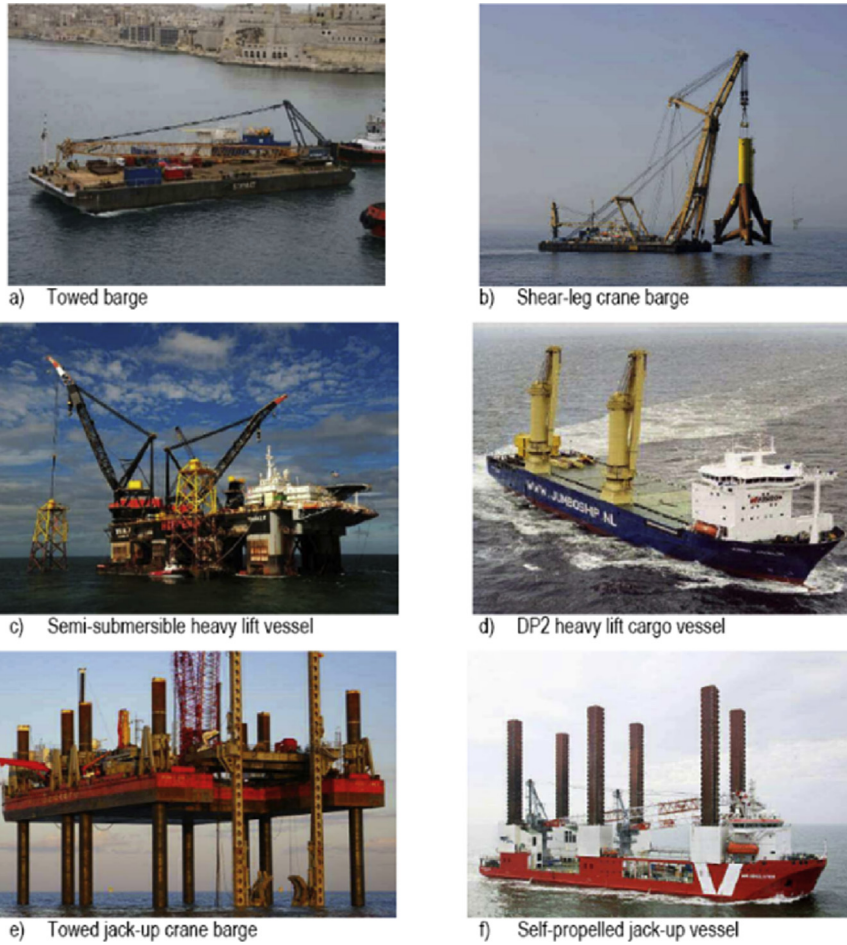 a) Towed barge
b) Shear-leg crane barge
c) Semi-submersible heavy lift vessel
WWW.JUMBOSHIP.NL
d) DP2 heavy lift cargo vessel
e) Towed jack-up crane barge
f) Self-propelled jack-up vessel